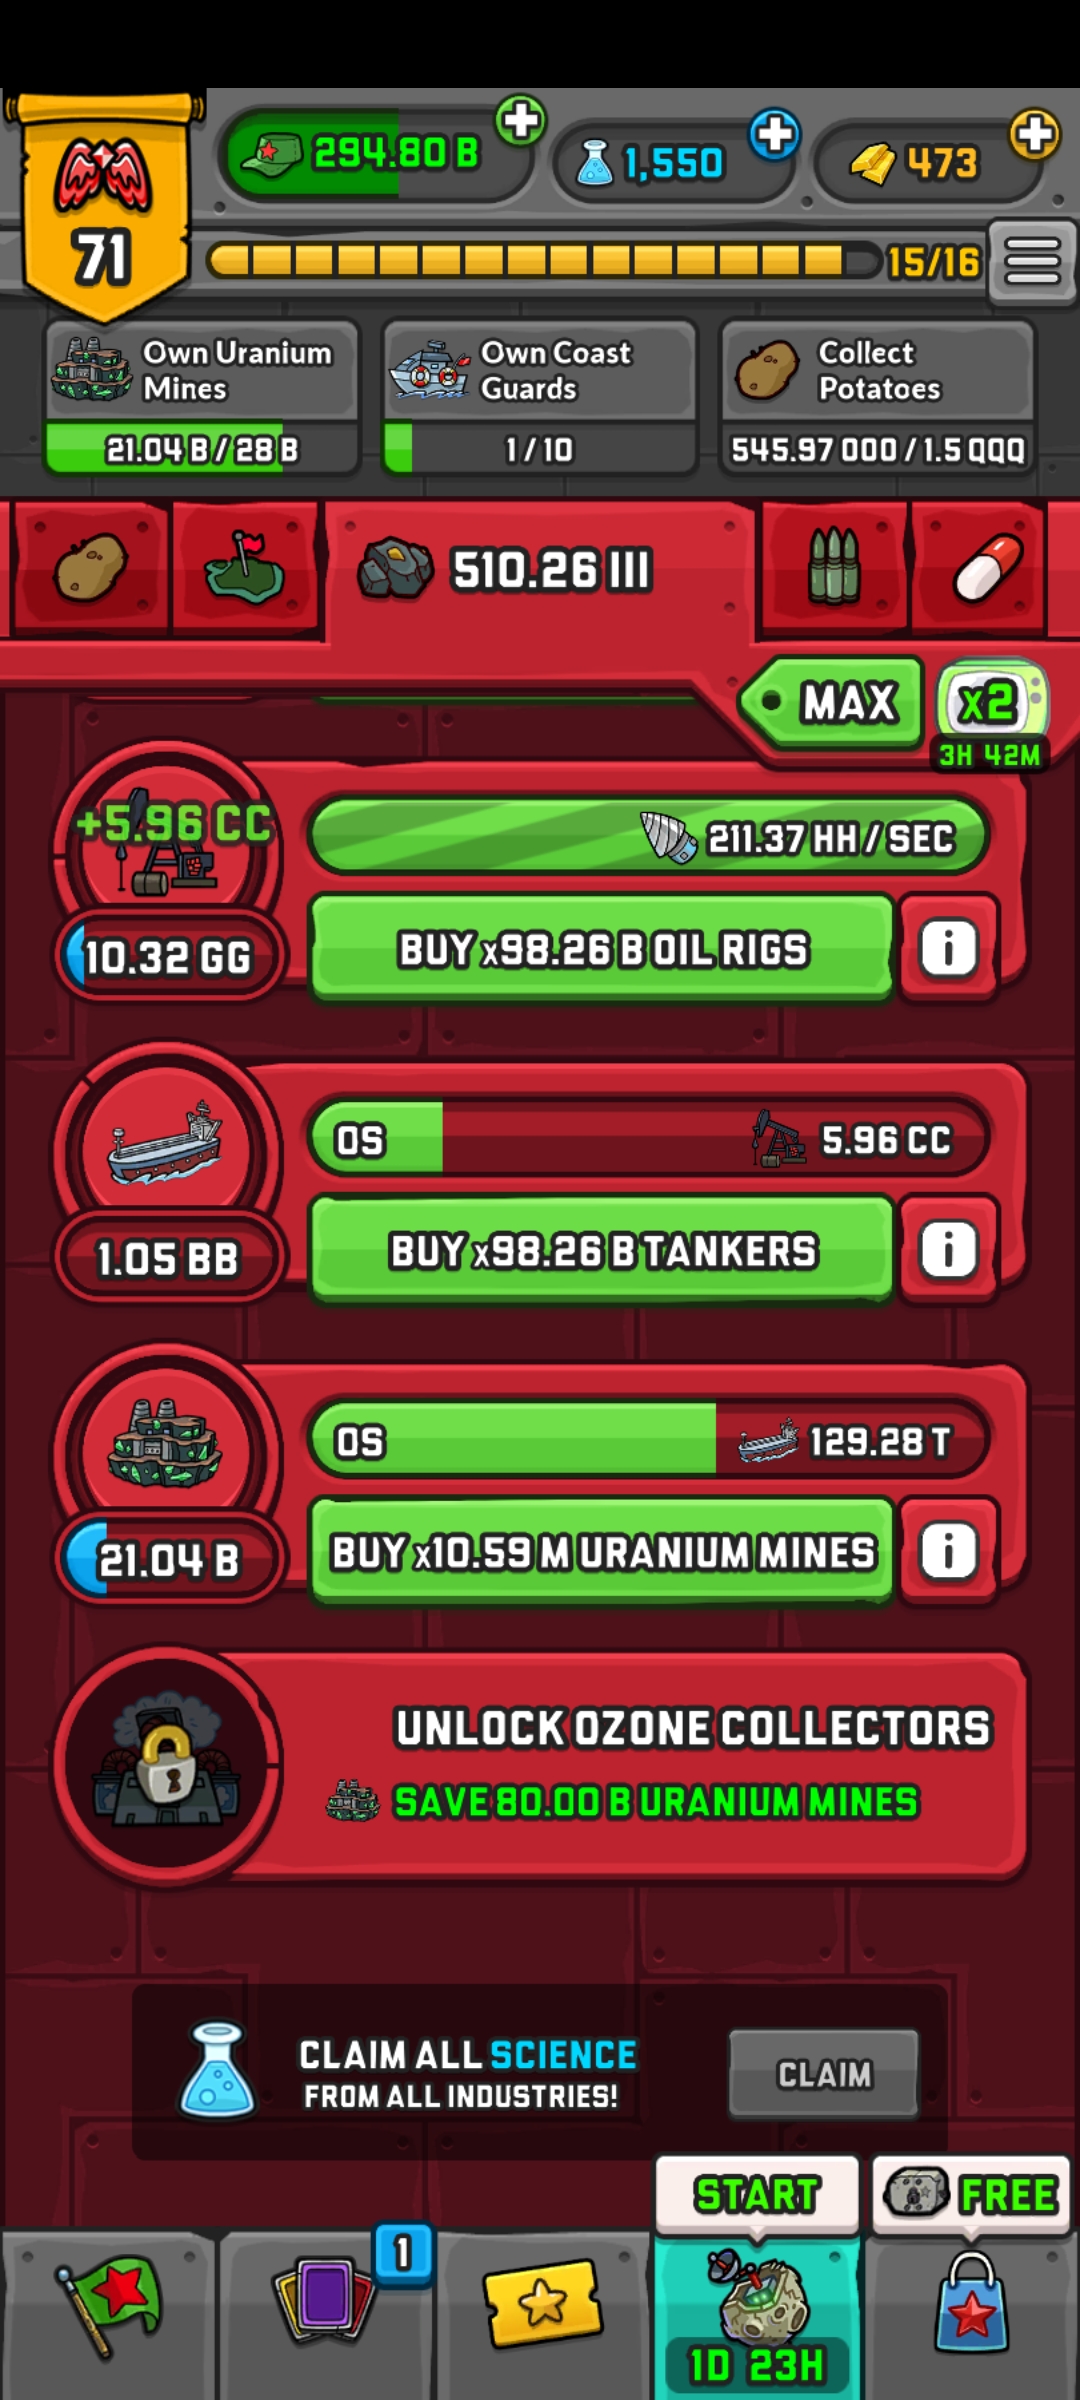 294.80 B
1,550
473
71
15/16
Own Uranium
Mines
21.04 B / 28 B
Own Coast
Guards
1 / 10
Collect
Potatoes
545.97 OOO / 1.5 QQQ
510.26 III
MAX
x2
3H 42M
+5.96 CC
211.37 HH / SEC
10.32 GG
BUY x98.26 B OIL RIGS
i
0S
5.96 CC
1.05 BB
BUY x98.26 B TANKERS
i
0S
129.28 T
21.04 B
BUY x10.59 M URANIUM MINES
i
UNLOCK OZONE COLLECTORS
SAVE 80.00 B URANIUM MINES
CLAIM ALL SCIENCE
FROM ALL INDUSTRIES!
CLAIM
START
FREE
1
1D 23H